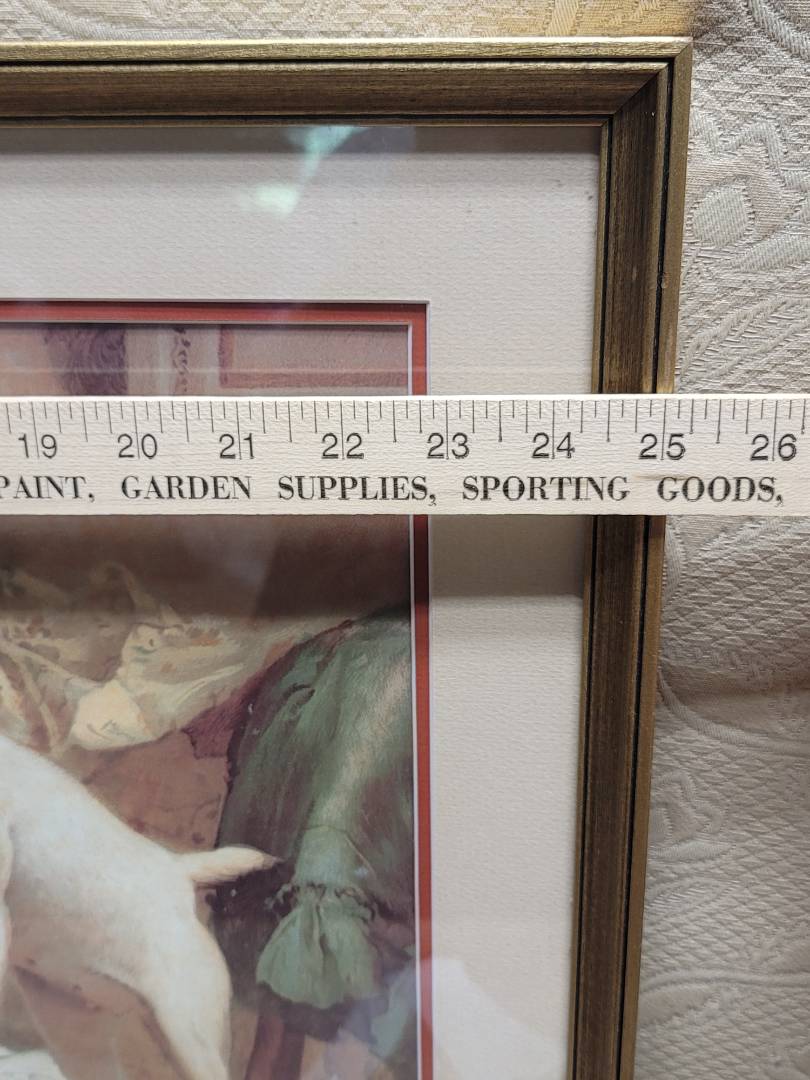 19 20 21 22 23 24 25 26
PAINT, GARDEN SUPPLIES, SPORTING GOODS,